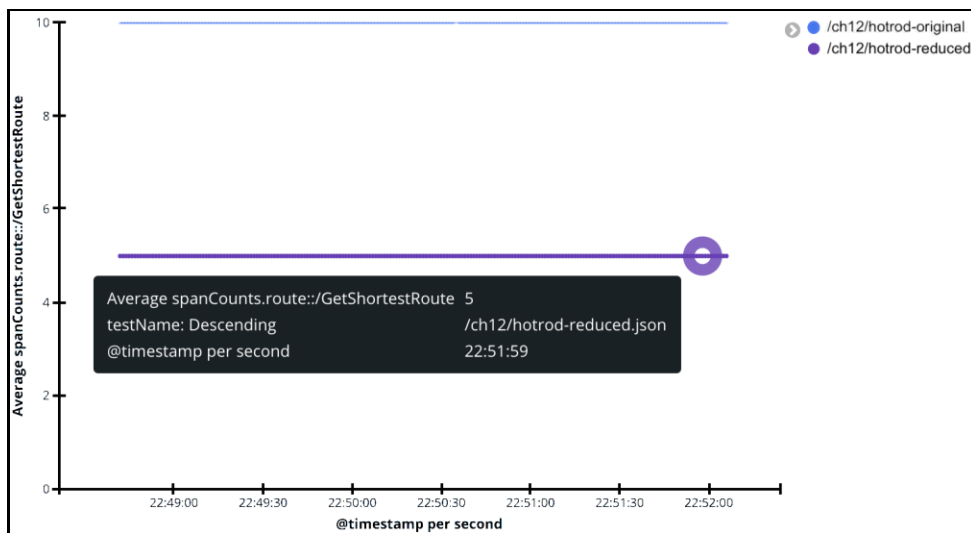 10
8
6
4
2
0
Average spanCounts.route::/GetShortestRoute
/ch12/hotrod-original
/ch12/hotrod-reduced
Average spanCounts.route::/GetShortestRoute 5
testName: Descending /ch12/hotrod-reduced.json
@timestamp per second 22:51:59
22:49:00 22:49:30 22:50:00 22:50:30 22:51:00 22:51:30 22:52:00
@timestamp per second